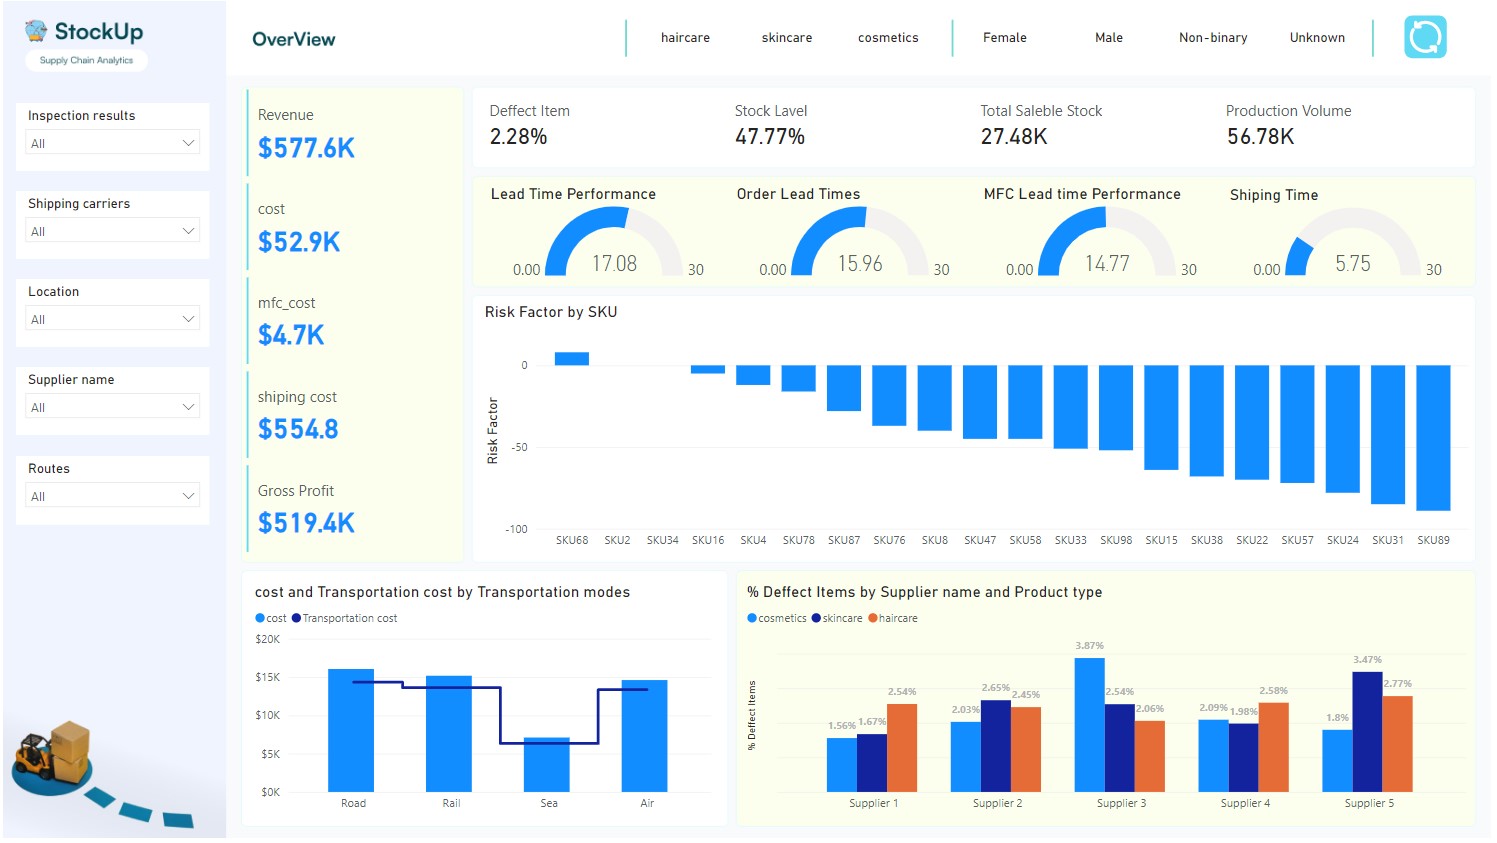 StockUp
Supply Chain Analytics
OverView
haircare skincare cosmetics Female Male Non-binary Unknown
Inspection results
All
Shipping carriers
All
Location
All
Supplier name
All
Routes
All
Revenue
$577.6K
cost
$52.9K
mfc_cost
$4.7K
shiping cost
$554.8
Gross Profit
$519.4K
Deffect Item
2.28%
Stock Lavel
47.77%
Total Saleble Stock
27.48K
Production Volume
56.78K
Lead Time Performance
0.00 17.08 30
Order Lead Times
0.00 15.96 30
MFC Lead time Performance
0.00 14.77 30
Shiping Time
0.00 5.75 30
Risk Factor by SKU
Risk Factor
0
-50
-100
SKU68 SKU2 SKU34 SKU16 SKU4 SKU78 SKU87 SKU76 SKU8 SKU47 SKU58 SKU33 SKU98 SKU15 SKU38 SKU22 SKU57 SKU24 SKU31 SKU89
cost and Transportation cost by Transportation modes
cost Transportation cost
$20K
$15K
$10K
$5K
$0K
Road Rail Sea Air
% Deffect Items by Supplier name and Product type
cosmetics skincare haircare
% Deffect Items
1.56% 1.67% 2.54%
2.03% 2.65% 2.45%
3.87% 2.54% 2.06%
2.09% 1.98% 2.58%
1.8% 3.47% 2.77%
Supplier 1 Supplier 2 Supplier 3 Supplier 4 Supplier 5